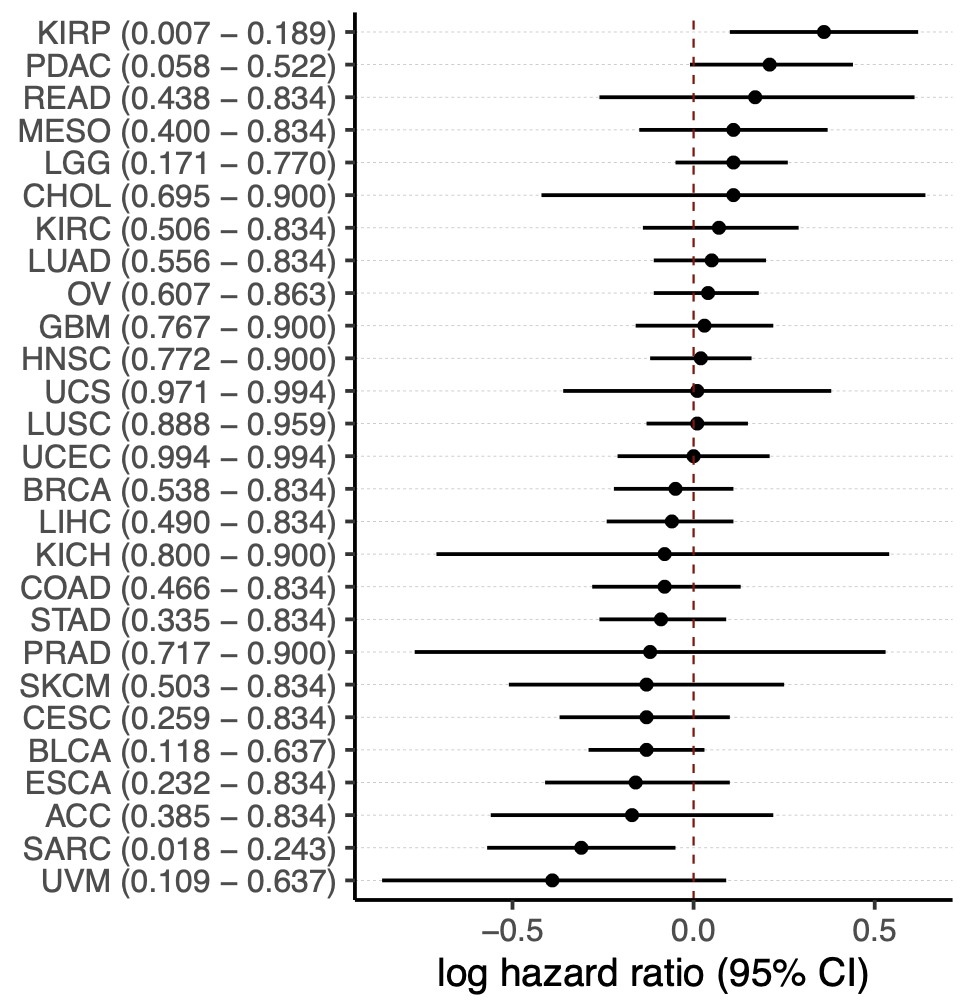 KIRP (0.007 – 0.189)
PDAC (0.058 – 0.522)
READ (0.438 – 0.834)
MESO (0.400 – 0.834)
LGG (0.171 – 0.770)
CHOL (0.695 – 0.900)
KIRC (0.506 – 0.834)
LUAD (0.556 – 0.834)
OV (0.607 – 0.863)
GBM (0.767 – 0.900)
HNSC (0.772 – 0.900)
UCS (0.971 – 0.994)
LUSC (0.888 – 0.959)
UCEC (0.994 – 0.994)
BRCA (0.538 – 0.834)
LIHC (0.490 – 0.834)
KICH (0.800 – 0.900)
COAD (0.466 – 0.834)
STAD (0.335 – 0.834)
PRAD (0.717 – 0.900)
SKCM (0.503 – 0.834)
CESC (0.259 – 0.834)
BLCA (0.118 – 0.637)
ESCA (0.232 – 0.834)
ACC (0.385 – 0.834)
SARC (0.018 – 0.243)
UVM (0.109 – 0.637)
−0.5 0.0 0.5
log hazard ratio (95% CI)